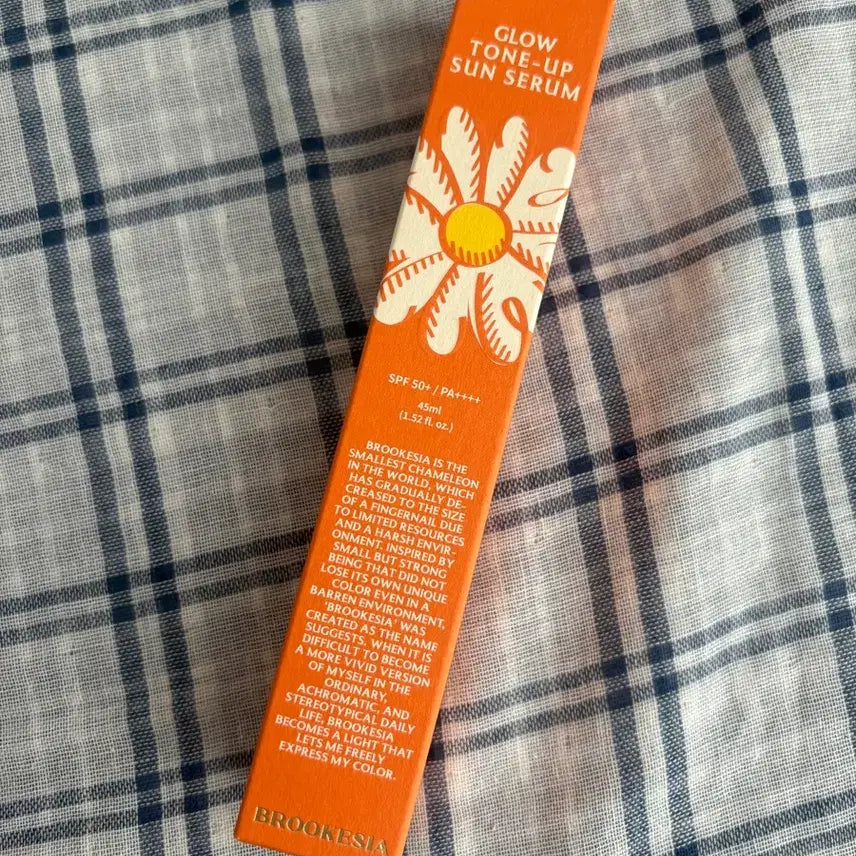 GLOW
TONE-UP
SUN SERUM
SPF 50+ / PA++++
45ml
(1.52 fl. oz.)
BROOKESIA IS THE
SMALLEST CHAMELEON
IN THE WORLD, WHICH
HAS GRADUALLY DE-
CREASED TO THE SIZE
OF A FINGERNAIL DUE
TO LIMITED RESOURCES
AND A HARSH ENVIR-
ONMENT. INSPIRED BY
SMALL BUT STRONG
BEING THAT DID NOT
LOSE ITS OWN UNIQUE
COLOR EVEN IN A
BARREN ENVIRONMENT,
'BROOKESIA' WAS
CREATED AS THE NAME
SUGGESTS. WHEN IT IS
DIFFICULT TO BECOME
A MORE VIVID VERSION
OF MYSELF IN THE
ORDINARY,
ACHROMATIC, AND
STEREOTYPICAL DAILY
LIFE, BROOKESIA
BECOMES A LIGHT THAT
LETS ME FREELY
EXPRESS MY COLOR.
BROOKESIA